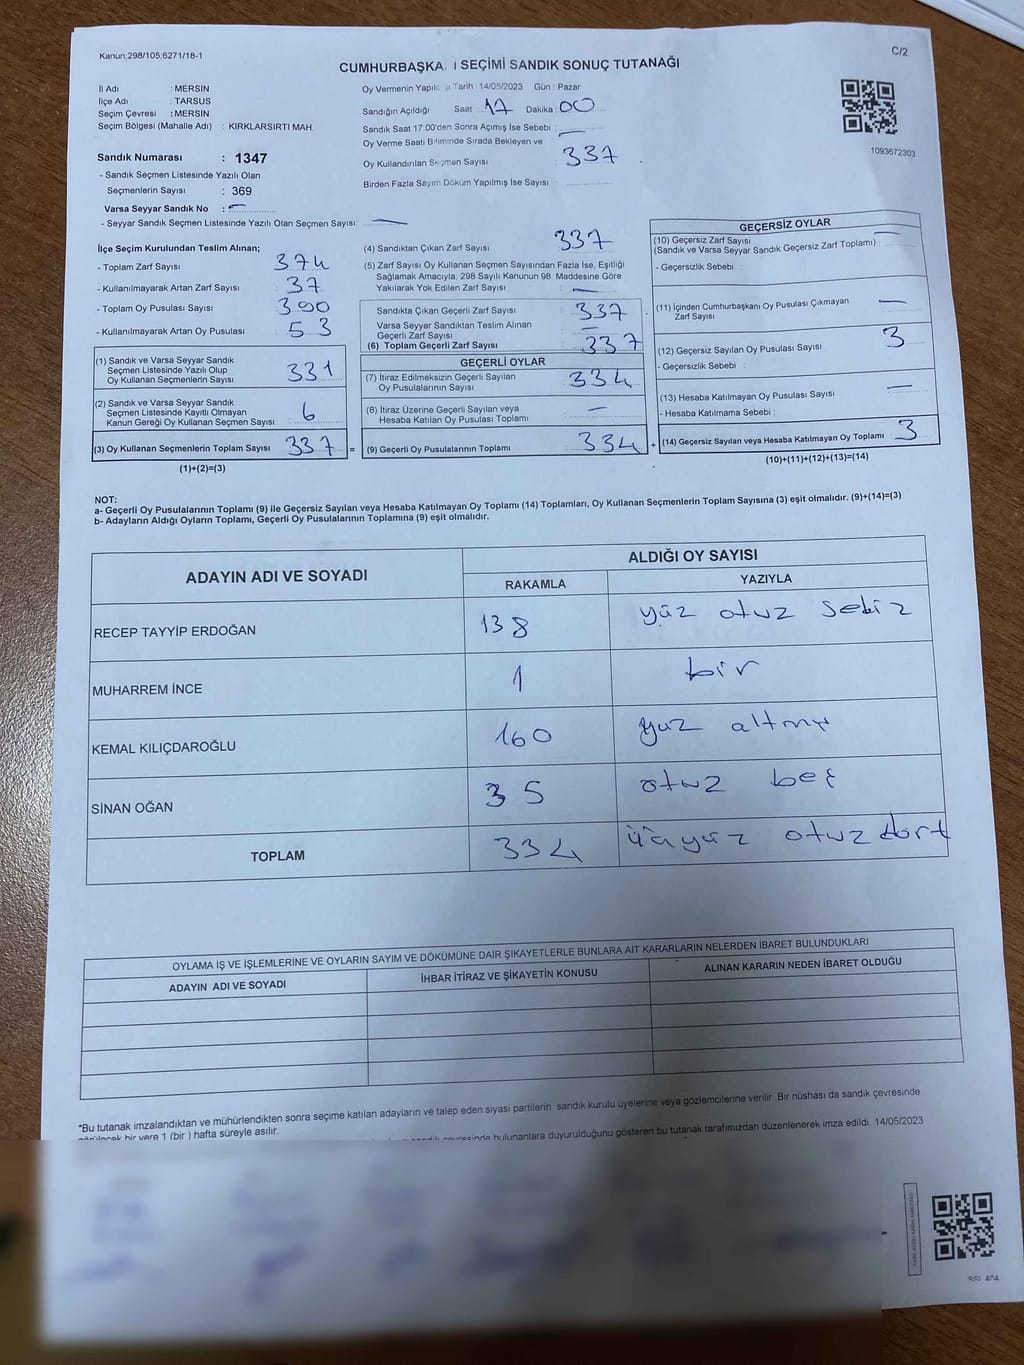 Kanun;298/105;6271/18-1
C/2
CUMHURBAŞKA I SEÇİMİ SANDIK SONUÇ TUTANAĞI
İl Adı : MERSİN
İlçe Adı : TARSUS
Seçim Çevresi : MERSİN
Seçim Bölgesi (Mahalle Adı) : KIRKLARSIRTI MAH.
Oy Vermenin Yapıl Tarih 14/05/2023 Gün : Pazar
Sandığın Açıldığı Saat 17 Dakika : 00
Sandık Saat 17:00'den Sonra Açımış İse Sebebi : —
Oy Verme Saati Bitiminde Sırada Bekleyen ve
Oy Kullandırılan Seçmen Sayısı : 337
Birden Fazla Sayım Döküm Yapılmış İse Sayısı :
1093672303
Sandık Numarası : 1347
- Sandık Seçmen Listesinde Yazılı Olan
Seçmenlerin Sayısı : 369
Varsa Seyyar Sandık No : —
- Seyyar Sandık Seçmen Listesinde Yazılı Olan Seçmen Sayısı: —
İlçe Seçim Kurulundan Teslim Alınan;
- Toplam Zarf Sayısı 374
- Kullanılmayarak Artan Zarf Sayısı : 37
- Toplam Oy Pusulası Sayısı : 390
- Kullanılmayarak Artan Oy Pusulası : 53
(1) Sandık ve Varsa Seyyar Sandık
Seçmen Listesinde Yazılı Olup
Oy Kullanan Seçmenlerin Sayısı : 331
(2) Sandık ve Varsa Seyyar Sandık
Seçmen Listesinde Kayıtlı Olmayan
Kanun Gereği Oy Kullanan Seçmen Sayısı : 6
(3) Oy Kullanan Seçmenlerin Toplam Sayısı : 337 =
(1)+(2)=(3)
(4) Sandıktan Çıkan Zarf Sayısı 337
(5) Zarf Sayısı Oy Kullanan Seçmen Sayısından Fazla İse, Eşitliği
Sağlamak Amacıyla, 298 Sayılı Kanunun 98. Maddesine Göre
Yakılarak Yok Edilen Zarf Sayısı : —
Sandıkta Çıkan Geçerli Zarf Sayısı : 337
Varsa Seyyar Sandıktan Teslim Alınan
Geçerli Zarf Sayısı : —
(6) Toplam Geçerli Zarf Sayısı : 337
GEÇERLİ OYLAR
(7) İtiraz Edilmeksizin Geçerli Sayılan
Oy Pusulalarının Sayısı : 334
(8) İtiraz Üzerine Geçerli Sayılan veya
Hesaba Katılan Oy Pusulası Toplamı : —
(9) Geçerli Oy Pusulalarının Toplamı : 334 +
GEÇERSİZ OYLAR
(10) Geçersiz Zarf Sayısı —
(Sandık ve Varsa Seyyar Sandık Geçersiz Zarf Toplamı) :
- Geçersizlik Sebebi :
(11) İçinden Cumhurbaşkanı Oy Pusulası Çıkmayan
Zarf Sayısı : —
(12) Geçersiz Sayılan Oy Pusulası Sayısı : 3
- Geçersizlik Sebebi :
(13) Hesaba Katılmayan Oy Pusulası Sayısı : —
- Hesaba Katılmama Sebebi :
(14) Geçersiz Sayılan veya Hesaba Katılmayan Oy Toplamı : 3
(10)+(11)+(12)+(13)=(14)
NOT:
a- Geçerli Oy Pusulalarının Toplamı (9) ile Geçersiz Sayılan veya Hesaba Katılmayan Oy Toplamı (14) Toplamları, Oy Kullanan Seçmenlerin Toplam Sayısına (3) eşit olmalıdır. (9)+(14)=(3)
b- Adayların Aldığı Oyların Toplamı, Geçerli Oy Pusulalarının Toplamına (9) eşit olmalıdır.
ADAYIN ADI VE SOYADI
ALDIĞI OY SAYISI
RAKAMLA YAZIYLA
RECEP TAYYİP ERDOĞAN 138 yüz otuz sekiz
MUHARREM İNCE 1 bir
KEMAL KILIÇDAROĞLU 160 yüz altmış
SİNAN OĞAN 35 otuz beş
TOPLAM 334 üçyüz otuzdört
OYLAMA İŞ VE İŞLEMLERİNE VE OYLARIN SAYIM VE DÖKÜMÜNE DAİR ŞİKAYETLERLE BUNLARA AİT KARARLARIN NELERDEN İBARET BULUNDUKLARI
ADAYIN ADI VE SOYADI İHBAR İTİRAZ VE ŞİKAYETİN KONUSU ALINAN KARARIN NEDEN İBARET OLDUĞU
*Bu tutanak imzalandıktan ve mühürlendikten sonra seçime katılan adayların ve talep eden siyasi partilerin sandık kurulu üyelerine veya gözlemcilerine verilir. Bir nüshası da sandık çevresinde
görülecek bir yere 1 (bir ) hafta süreyle asılır.
sandık çevresinde bulunanlara duyurulduğunu gösteren bu tutanak tarafımızdan düzenlenerek imza edildi. 14/05/2023